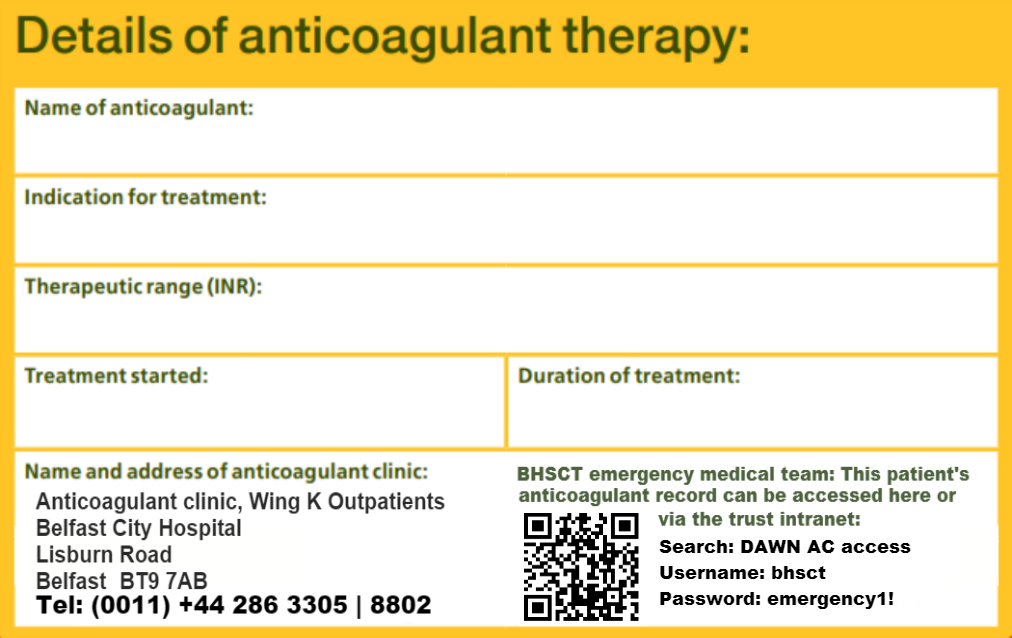 Details of anticoagulant therapy:
Name of anticoagulant:
Indication for treatment:
Therapeutic range (INR):
Treatment started:
Duration of treatment:
Name and address of anticoagulant clinic:
Anticoagulant clinic, Wing K Outpatients
Belfast City Hospital
Lisburn Road
Belfast BT9 7AB
Tel: (0011) +44 286 3305 | 8802
BHSCT emergency medical team: This patient's
anticoagulant record can be accessed here or
via the trust intranet:
Search: DAWN AC access
Username: bhsct
Password: emergency1!